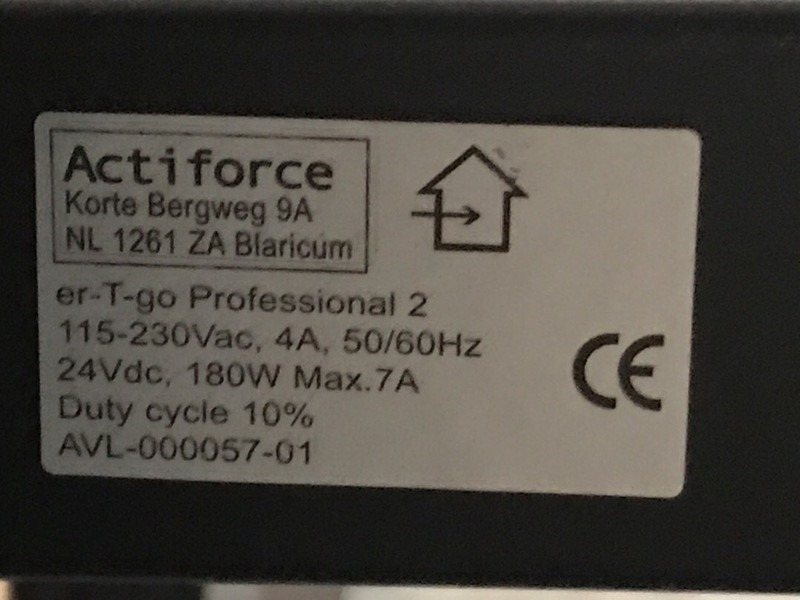 Actiforce
Korte Bergweg 9A
NL 1261 ZA Blaricum
er-T-go Professional 2
115-230Vac, 4A, 50/60Hz
24Vdc, 180W Max.7A
Duty cycle 10%
AVL-000057-01
CE